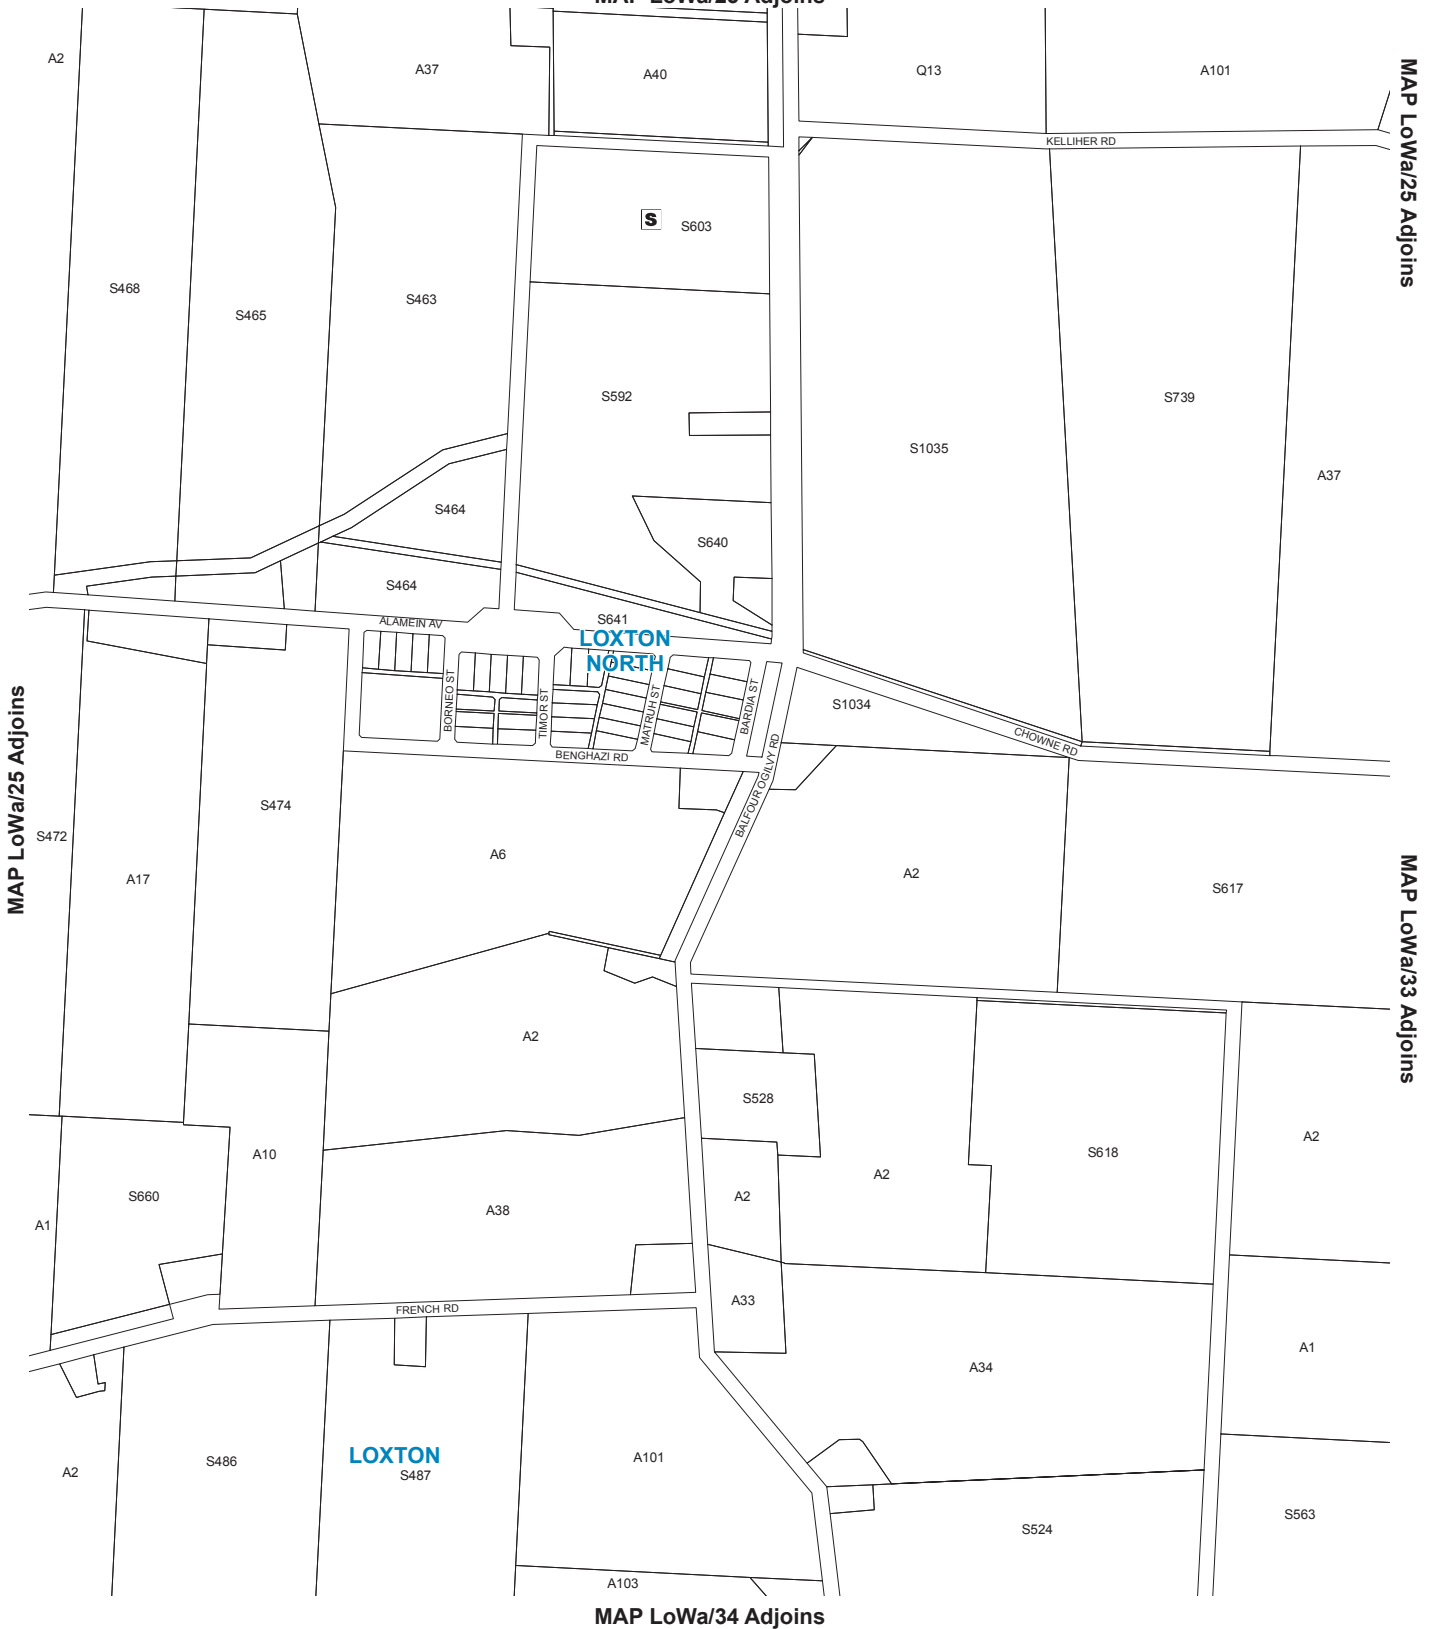 MAP LoWa/25 Adjoins
A2
A37
A40
Q13
A101
KELLIHER RD
MAP LoWa/25 Adjoins
S
S603
S468
S465
S463
S592
S739
S1035
A37
S464
S640
S464
S641
ALAMEIN AV
LOXTON
NORTH
BORNEO ST
TIMOR ST
MATRUH ST
BARDIA ST
S1034
CHOWNE RD
BENGHAZI RD
BALFOUR OGILVY RD
MAP LoWa/25 Adjoins
S474
S472
A17
A6
A2
S617
MAP LoWa/33 Adjoins
A2
S528
A2
A10
S618
A2
S660
A2
A38
A1
A33
FRENCH RD
A1
A34
LOXTON
S487
S486
A101
A2
S563
S524
A103
MAP LoWa/34 Adjoins